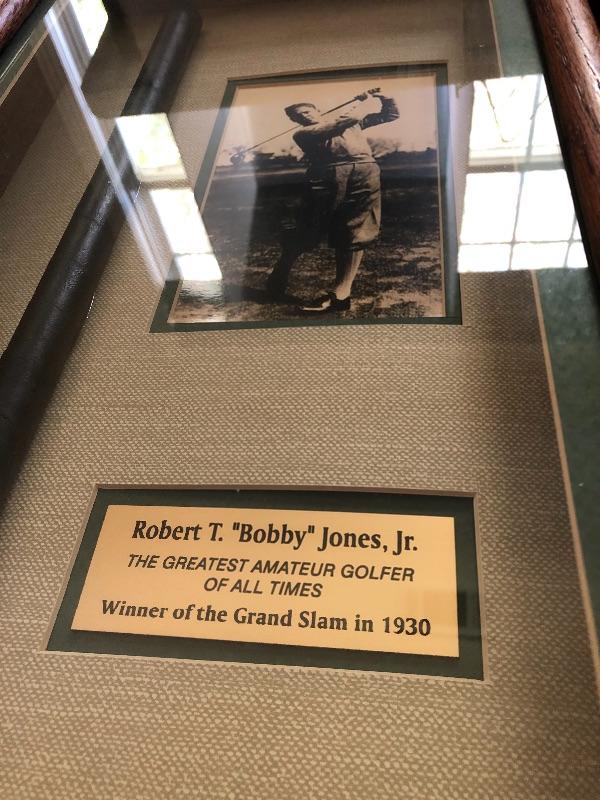 Robert T. "Bobby" Jones, Jr.
THE GREATEST AMATEUR GOLFER
OF ALL TIMES
Winner of the Grand Slam in 1930